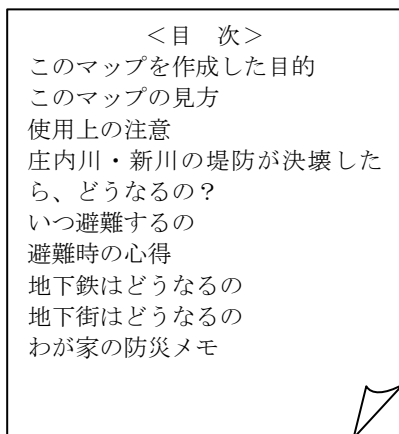 ＜目　次＞
このマップを作成した目的
このマップの見方
使用上の注意
庄内川・新川の堤防が決壊した
ら、どうなるの？
いつ避難するの
避難時の心得
地下鉄はどうなるの
地下街はどうなるの
わが家の防災メモ